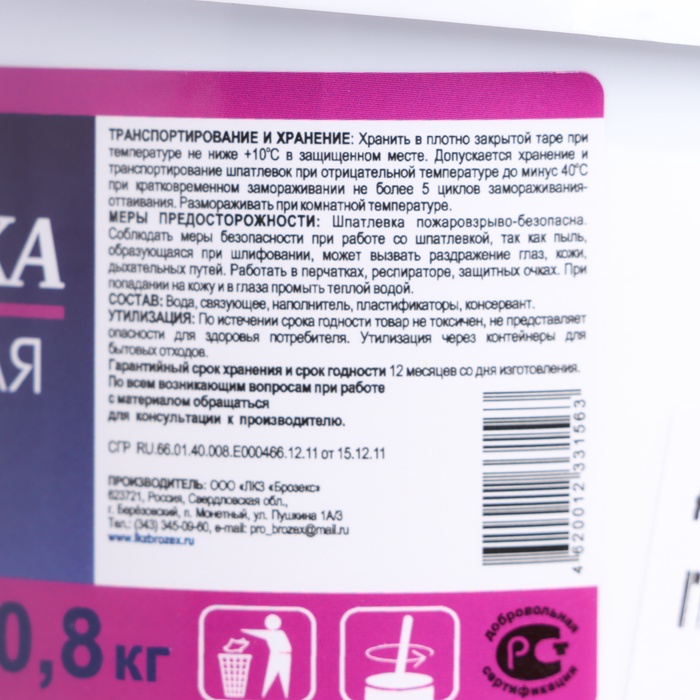 ТРАНСПОРТИРОВАНИЕ И ХРАНЕНИЕ: Хранить в плотно закрытой таре при
температуре не ниже +10°С в защищенном месте. Допускается хранение и
транспортирование шпатлевок при отрицательной температуре до минус 40°С
при кратковременном замораживании не более 5 циклов замораживания-
оттаивания. Размораживать при комнатной температуре.
МЕРЫ ПРЕДОСТОРОЖНОСТИ: Шпатлевка пожаровзрыво-безопасна.
Соблюдать меры безопасности при работе со шпатлевкой, так как пыль,
образующаяся при шлифовании, может вызвать раздражение глаз, кожи,
дыхательных путей. Работать в перчатках, респираторе, защитных очках. При
попадании на кожу и в глаза промыть теплой водой.
СОСТАВ: Вода, связующее, наполнитель, пластификаторы, консервант.
УТИЛИЗАЦИЯ: По истечении срока годности товар не токсичен, не представляет
опасности для здоровья потребителя. Утилизация через контейнеры для
бытовых отходов.
Гарантийный срок хранения и срок годности 12 месяцев со дня изготовления.
По всем возникающим вопросам при работе
с материалом обращаться
для консультации к производителю.
СГР RU.66.01.40.008.Е000466.12.11 от 15.12.11
ПРОИЗВОДИТЕЛЬ: ООО «ЛКЗ «Брозекс»
623721, Россия, Свердловская обл.,
г. Берёзовский, п. Монетный, ул. Пушкина 1А/3
Тел.: (343) 345-09-60, e-mail: pro_brozex@mail.ru
www.lkzbrozex.ru
4 620012 331563
КА
АЯ
0,8 кг
добровольная
РСТ
сертификация